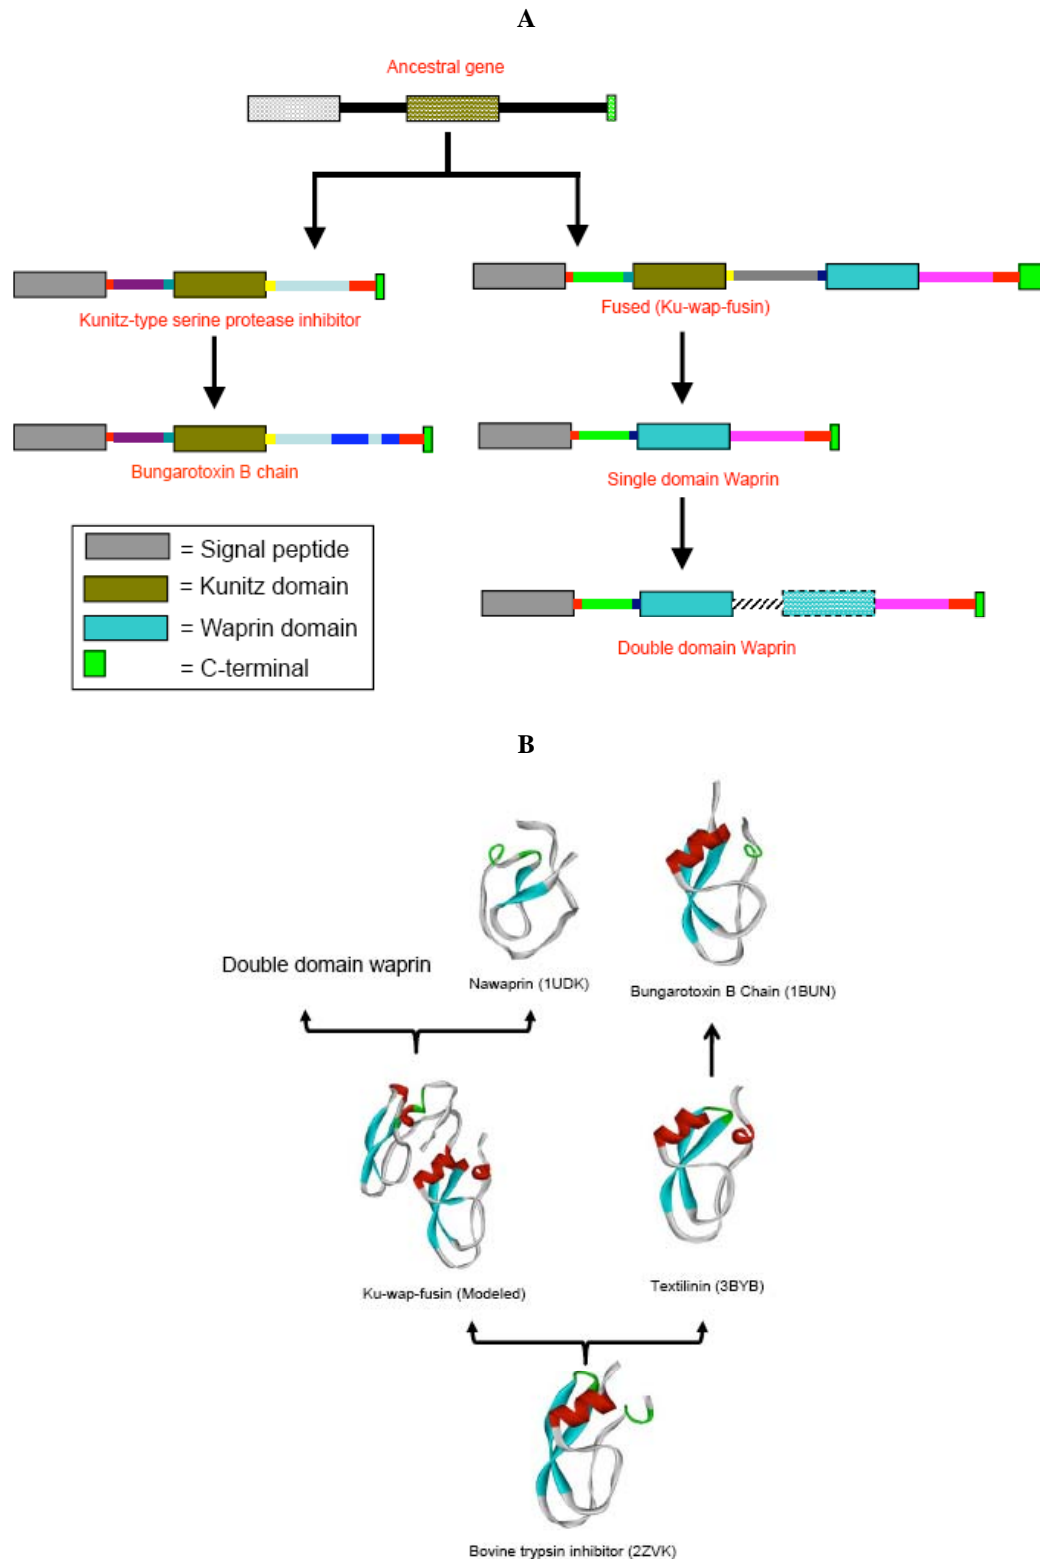 A
Ancestral gene
Kunitz-type serine protease inhibitor
Fused (Ku-wap-fusin)
Bungarotoxin B chain
Single domain Waprin
= Signal peptide
= Kunitz domain
= Waprin domain
= C-terminal
Double domain Waprin
B
Double domain waprin
Nawaprin (1UDK)
Bungarotoxin B Chain (1BUN)
Ku-wap-fusin (Modeled)
Textilinin (3BYB)
Bovine trypsin inhibitor (2ZVK)